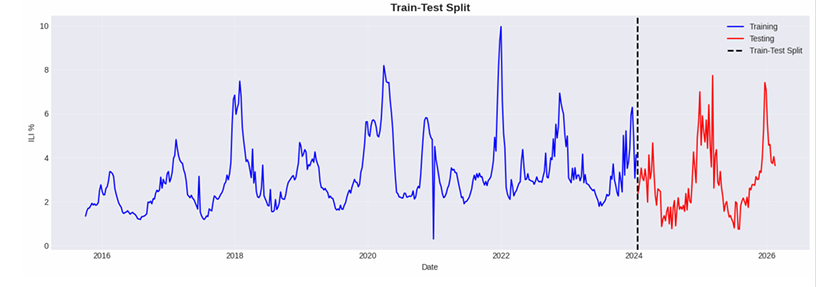 Train-Test Split
10
8
6
4
2
0
ILI %
2016 2018 2020 2022 2024 2026
Date
Training
Testing
Train-Test Split